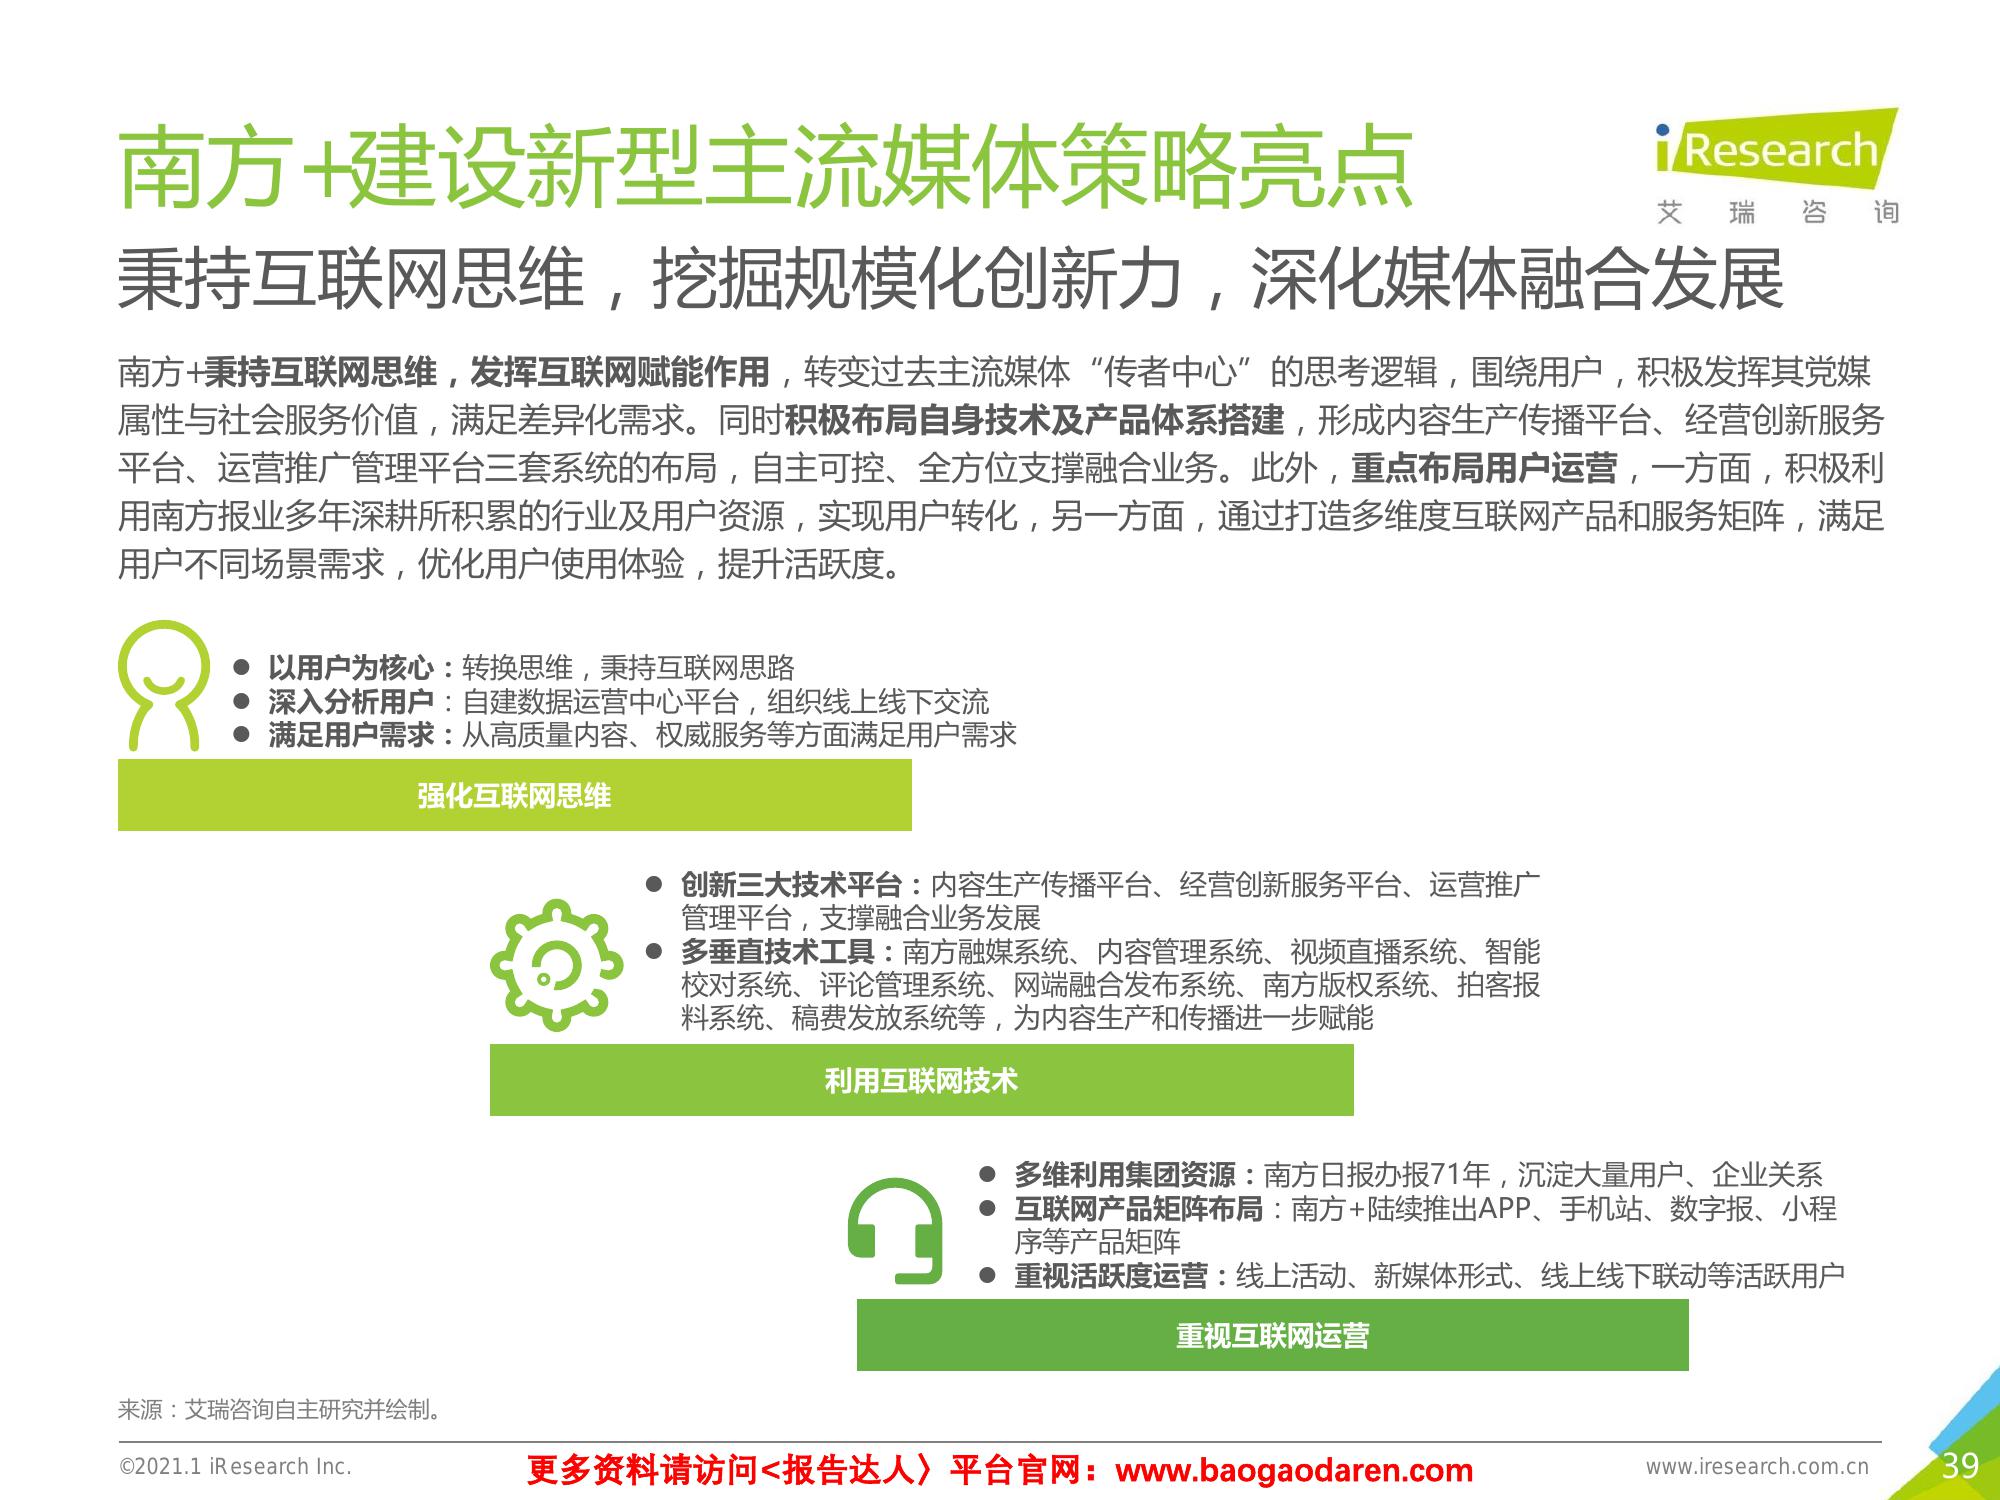 南方+建设新型主流媒体策略亮点
iResearch
艾 瑞 咨 询
秉持互联网思维，挖掘规模化创新力，深化媒体融合发展
南方+秉持互联网思维，发挥互联网赋能作用，转变过去主流媒体“传者中心”的思考逻辑，围绕用户，积极发挥其党媒
属性与社会服务价值，满足差异化需求。同时积极布局自身技术及产品体系搭建，形成内容生产传播平台、经营创新服务
平台、运营推广管理平台三套系统的布局，自主可控、全方位支撑融合业务。此外，重点布局用户运营，一方面，积极利
用南方报业多年深耕所积累的行业及用户资源，实现用户转化，另一方面，通过打造多维度互联网产品和服务矩阵，满足
用户不同场景需求，优化用户使用体验，提升活跃度。
● 以用户为核心：转换思维，秉持互联网思路
● 深入分析用户：自建数据运营中心平台，组织线上线下交流
● 满足用户需求：从高质量内容、权威服务等方面满足用户需求
强化互联网思维
● 创新三大技术平台：内容生产传播平台、经营创新服务平台、运营推广
管理平台，支撑融合业务发展
● 多垂直技术工具：南方融媒系统、内容管理系统、视频直播系统、智能
校对系统、评论管理系统、网端融合发布系统、南方版权系统、拍客报
料系统、稿费发放系统等，为内容生产和传播进一步赋能
利用互联网技术
● 多维利用集团资源：南方日报办报71年，沉淀大量用户、企业关系
● 互联网产品矩阵布局：南方+陆续推出APP、手机站、数字报、小程
序等产品矩阵
● 重视活跃度运营：线上活动、新媒体形式、线上线下联动等活跃用户
重视互联网运营
来源：艾瑞咨询自主研究并绘制。
©2021.1 iResearch Inc.
更多资料请访问<报告达人〉平台官网：www.baogaodaren.com
www.iresearch.com.cn
39